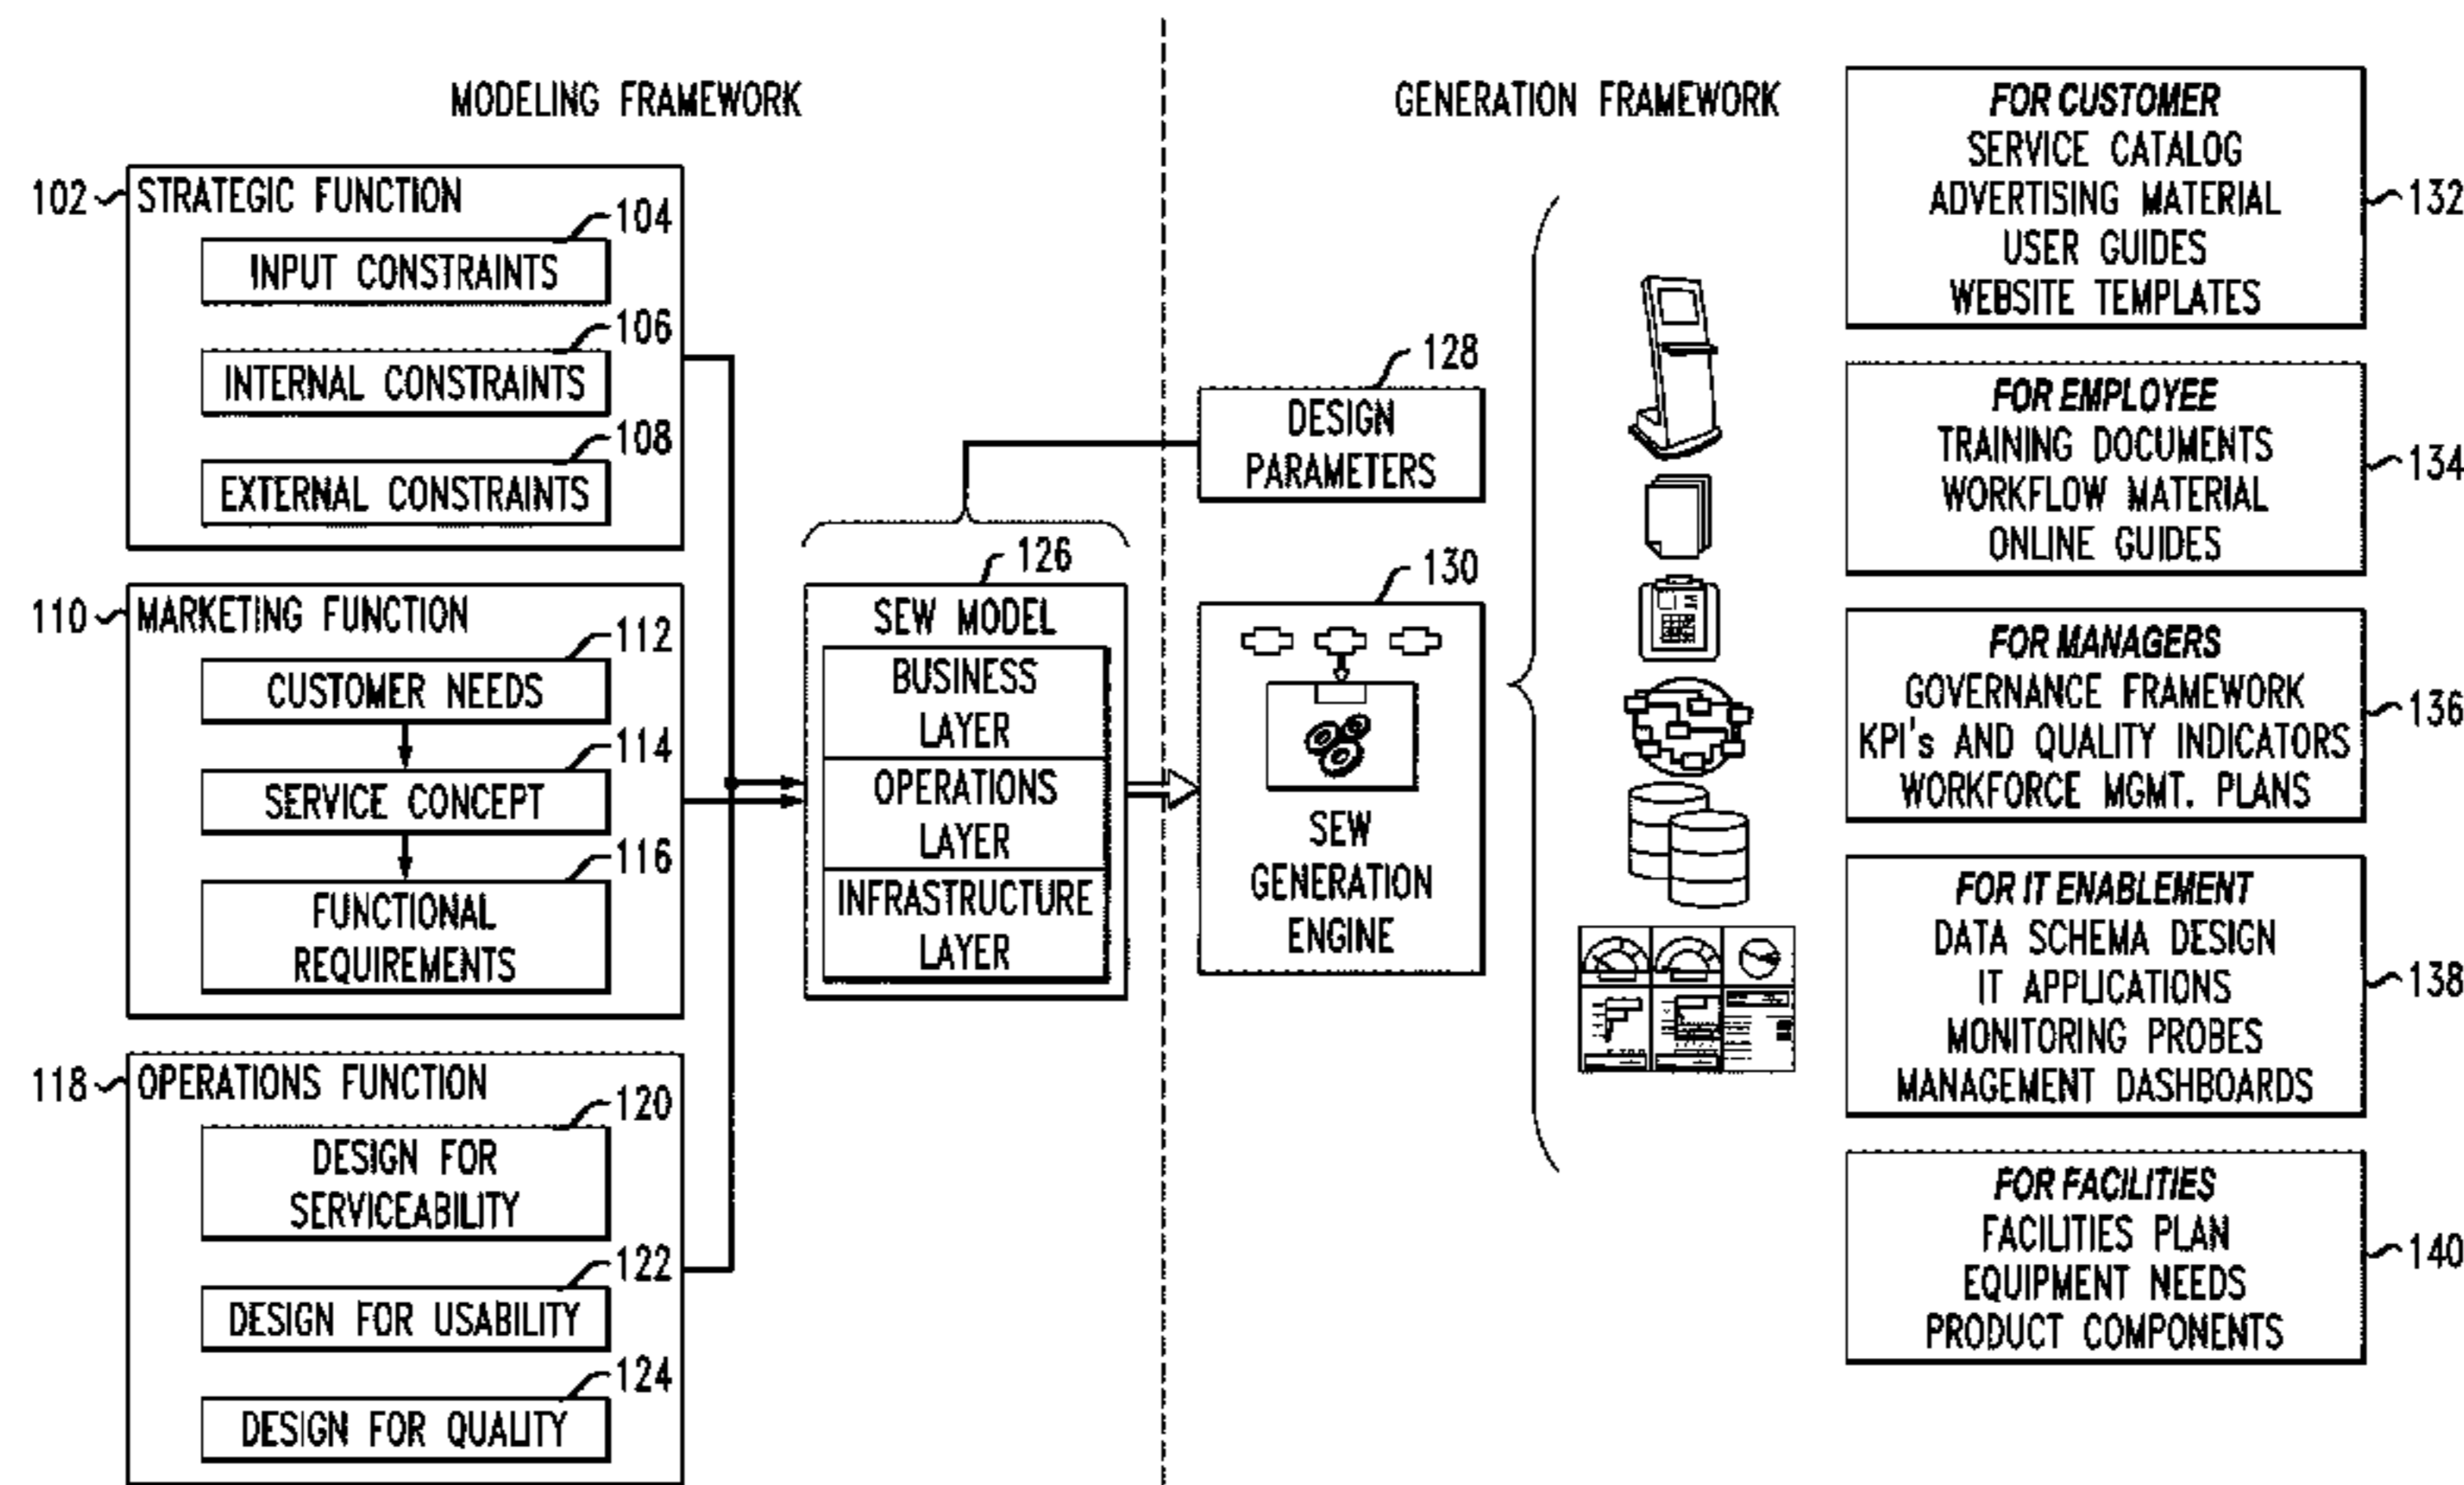 MODELING FRAMEWORK
102
STRATEGIC FUNCTION
104
INPUT CONSTRAINTS
106
INTERNAL CONSTRAINTS
108
EXTERNAL CONSTRAINTS
110
MARKETING FUNCTION
112
CUSTOMER NEEDS
114
SERVICE CONCEPT
116
FUNCTIONAL
REQUIREMENTS
118
OPERATIONS FUNCTION
120
DESIGN FOR
SERVICEABILITY
122
DESIGN FOR USABILITY
124
DESIGN FOR QUALITY
126
SEW MODEL
BUSINESS
LAYER
OPERATIONS
LAYER
INFRASTRUCTURE
LAYER
GENERATION FRAMEWORK
128
DESIGN
PARAMETERS
130
SEW
GENERATION
ENGINE
FOR CUSTOMER
SERVICE CATALOG
ADVERTISING MATERIAL
USER GUIDES
WEBSITE TEMPLATES
132
FOR EMPLOYEE
TRAINING DOCUMENTS
WORKFLOW MATERIAL
ONLINE GUIDES
134
FOR MANAGERS
GOVERNANCE FRAMEWORK
KPI's AND QUALITY INDICATORS
WORKFORCE MGMT. PLANS
136
FOR IT ENABLEMENT
DATA SCHEMA DESIGN
IT APPLICATIONS
MONITORING PROBES
MANAGEMENT DASHBOARDS
138
FOR FACILITIES
FACILITIES PLAN
EQUIPMENT NEEDS
PRODUCT COMPONENTS
140